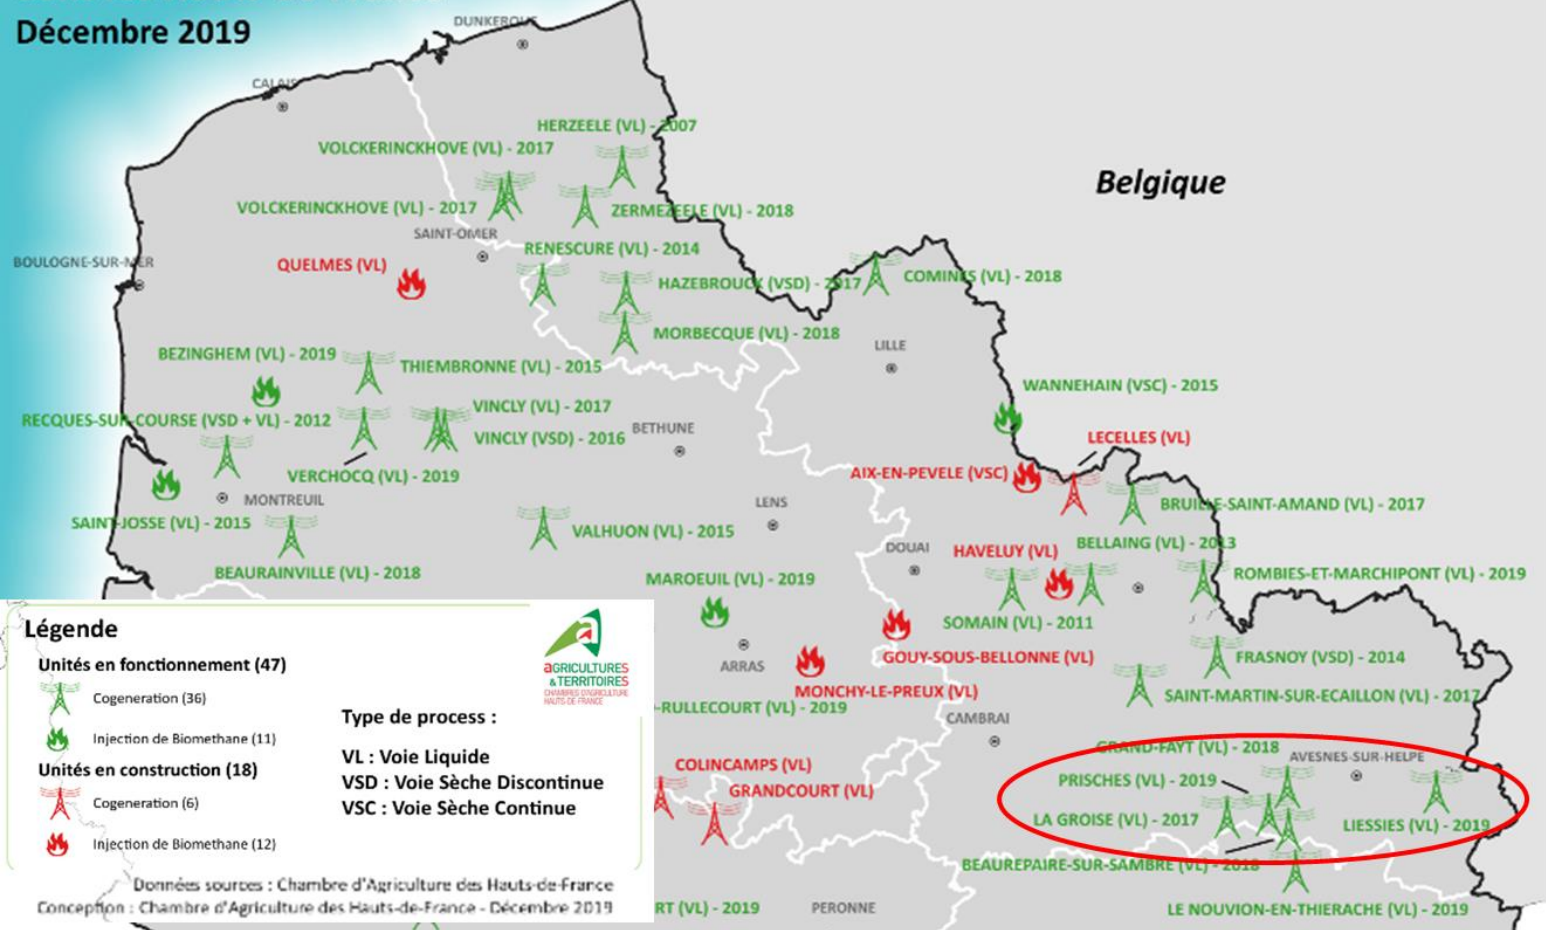 Décembre 2019
DUNKERQUE
CALAIS
HERZEELE (VL) - 2007
VOLCKERINCKHOVE (VL) - 2017
Belgique
VOLCKERINCKHOVE (VL) - 2017
ZERMEZEELE (VL) - 2018
SAINT-OMER
RENESCURE (VL) - 2014
BOULOGNE-SUR-MER
QUELMES (VL)
HAZEBROUCK (VSD) - 2017
COMINES (VL) - 2018
MORBECQUE (VL) - 2018
LILLE
BEZINGHEM (VL) - 2019
THIEMBRONNE (VL) - 2015
WANNEHAIN (VSC) - 2015
RECQUES-SUR-COURSE (VSD + VL) - 2012
VINCLY (VL) - 2017
BETHUNE
VINCLY (VSD) - 2016
LECELLES (VL)
VERCHOCQ (VL) - 2019
AIX-EN-PEVELE (VSC)
MONTREUIL
LENS
BRUILLE-SAINT-AMAND (VL) - 2017
SAINT-JOSSE (VL) - 2015
VALHUON (VL) - 2015
DOUAI
HAVELUY (VL)
BELLAING (VL) - 2013
BEAURAINVILLE (VL) - 2018
MAROEUIL (VL) - 2019
ROMBIES-ET-MARCHIPONT (VL) - 2019
SOMAIN (VL) - 2011
ARRAS
GOUY-SOUS-BELLONNE (VL)
FRASNOY (VSD) - 2014
MONCHY-LE-PREUX (VL)
SAINT-MARTIN-SUR-ECAILLON (VL) - 2017
-RULLECOURT (VL) - 2019
CAMBRAI
GRAND-FAYT (VL) - 2018
AVESNES-SUR-HELPE
COLINCAMPS (VL)
PRISCHES (VL) - 2019
GRANDCOURT (VL)
LA GROISE (VL) - 2017
LIESSIES (VL) - 2019
BEAUREPAIRE-SUR-SAMBRE (VL) - 2018
RT (VL) - 2019
PERONNE
LE NOUVION-EN-THIERACHE (VL) - 2019
Légende
Unités en fonctionnement (47)
Cogeneration (36)
Injection de Biomethane (11)
Unités en construction (18)
Cogeneration (6)
Injection de Biomethane (12)
Type de process :
VL : Voie Liquide
VSD : Voie Sèche Discontinue
VSC : Voie Sèche Continue
aGRICULTURES
& TERRITOIRES
CHAMBRES D'AGRICULTURE
HAUTS-DE-FRANCE
Données sources : Chambre d'Agriculture des Hauts-de-France
Conception : Chambre d'Agriculture des Hauts-de-France - Décembre 2019